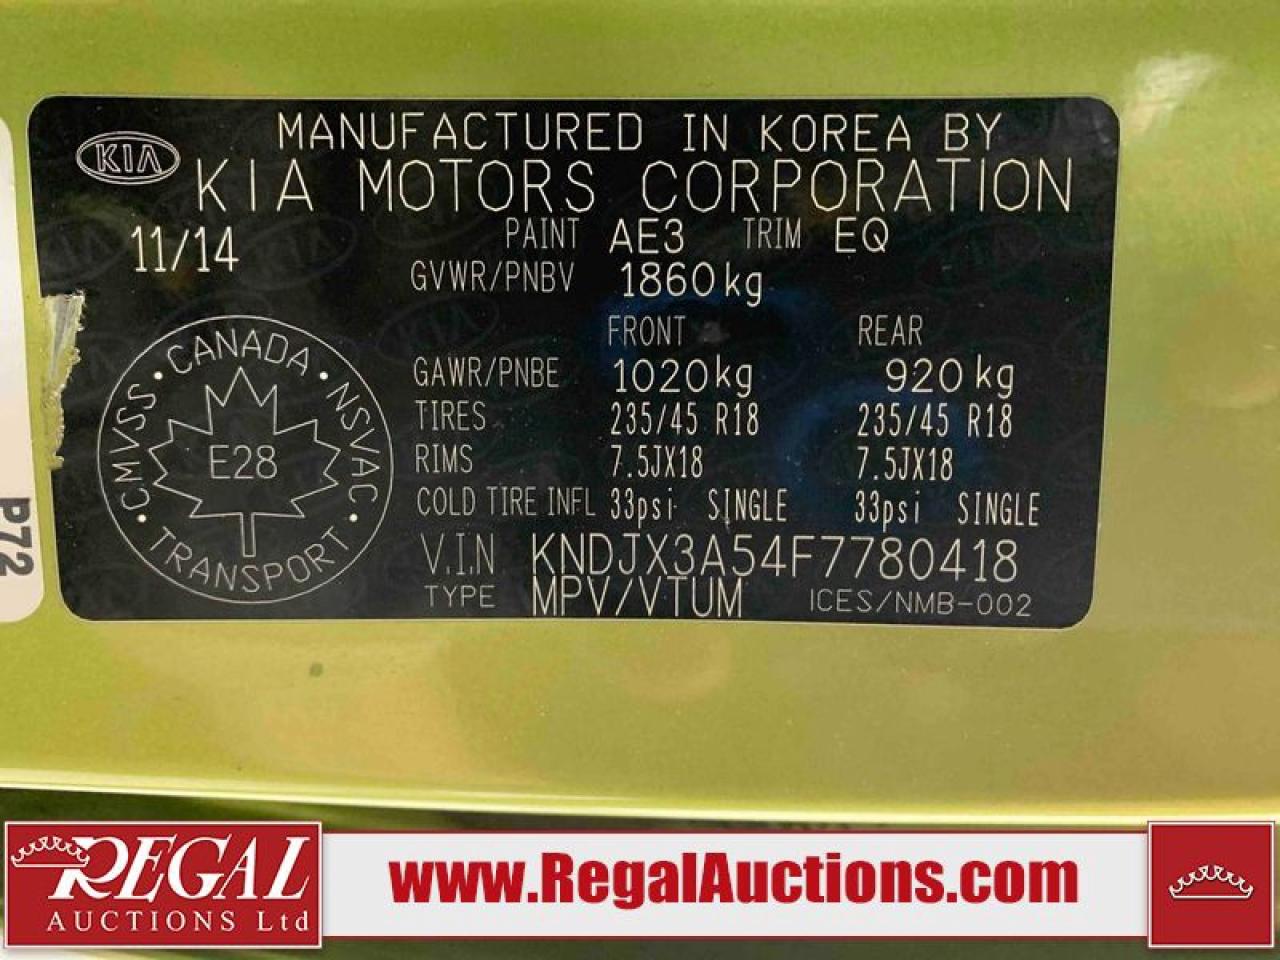 MANUFACTURED IN KOREA BY
KIA
KIA MOTORS CORPORATION
11/14
PAINT AE3 TRIM EQ
GVWR/PNBV 1860kg
FRONT REAR
GAWR/PNBE 1020kg 920kg
TIRES 235/45 R18 235/45 R18
RIMS 7.5JX18 7.5JX18
COLD TIRE INFL 33psi SINGLE 33psi SINGLE
V.I.N KNDJX3A54F7780418
TYPE MPV/VTUM ICES/NMB-002
CMVSS · CANADA · NSVAC · TRANSPORT ·
E28
P72
REGAL
AUCTIONS Ltd
www.RegalAuctions.com